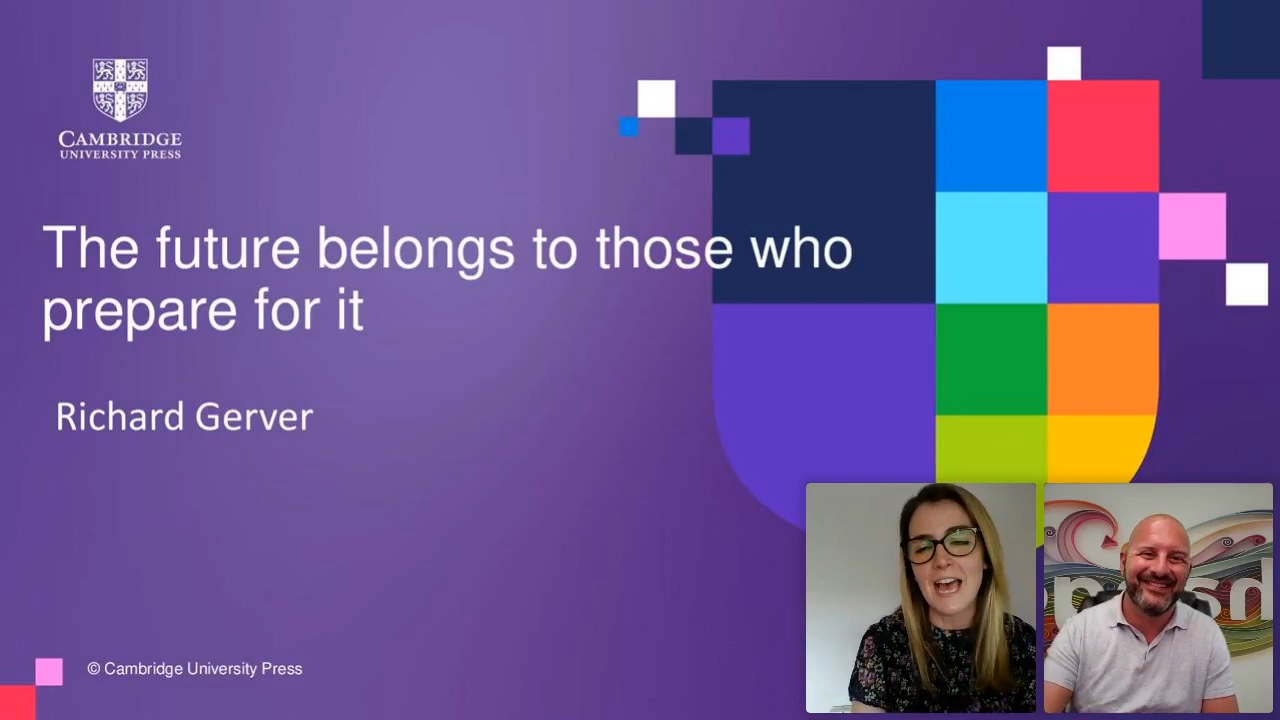 CAMBRIDGE
UNIVERSITY PRESS
The future belongs to those who
prepare for it
Richard Gerver
© Cambridge University Press